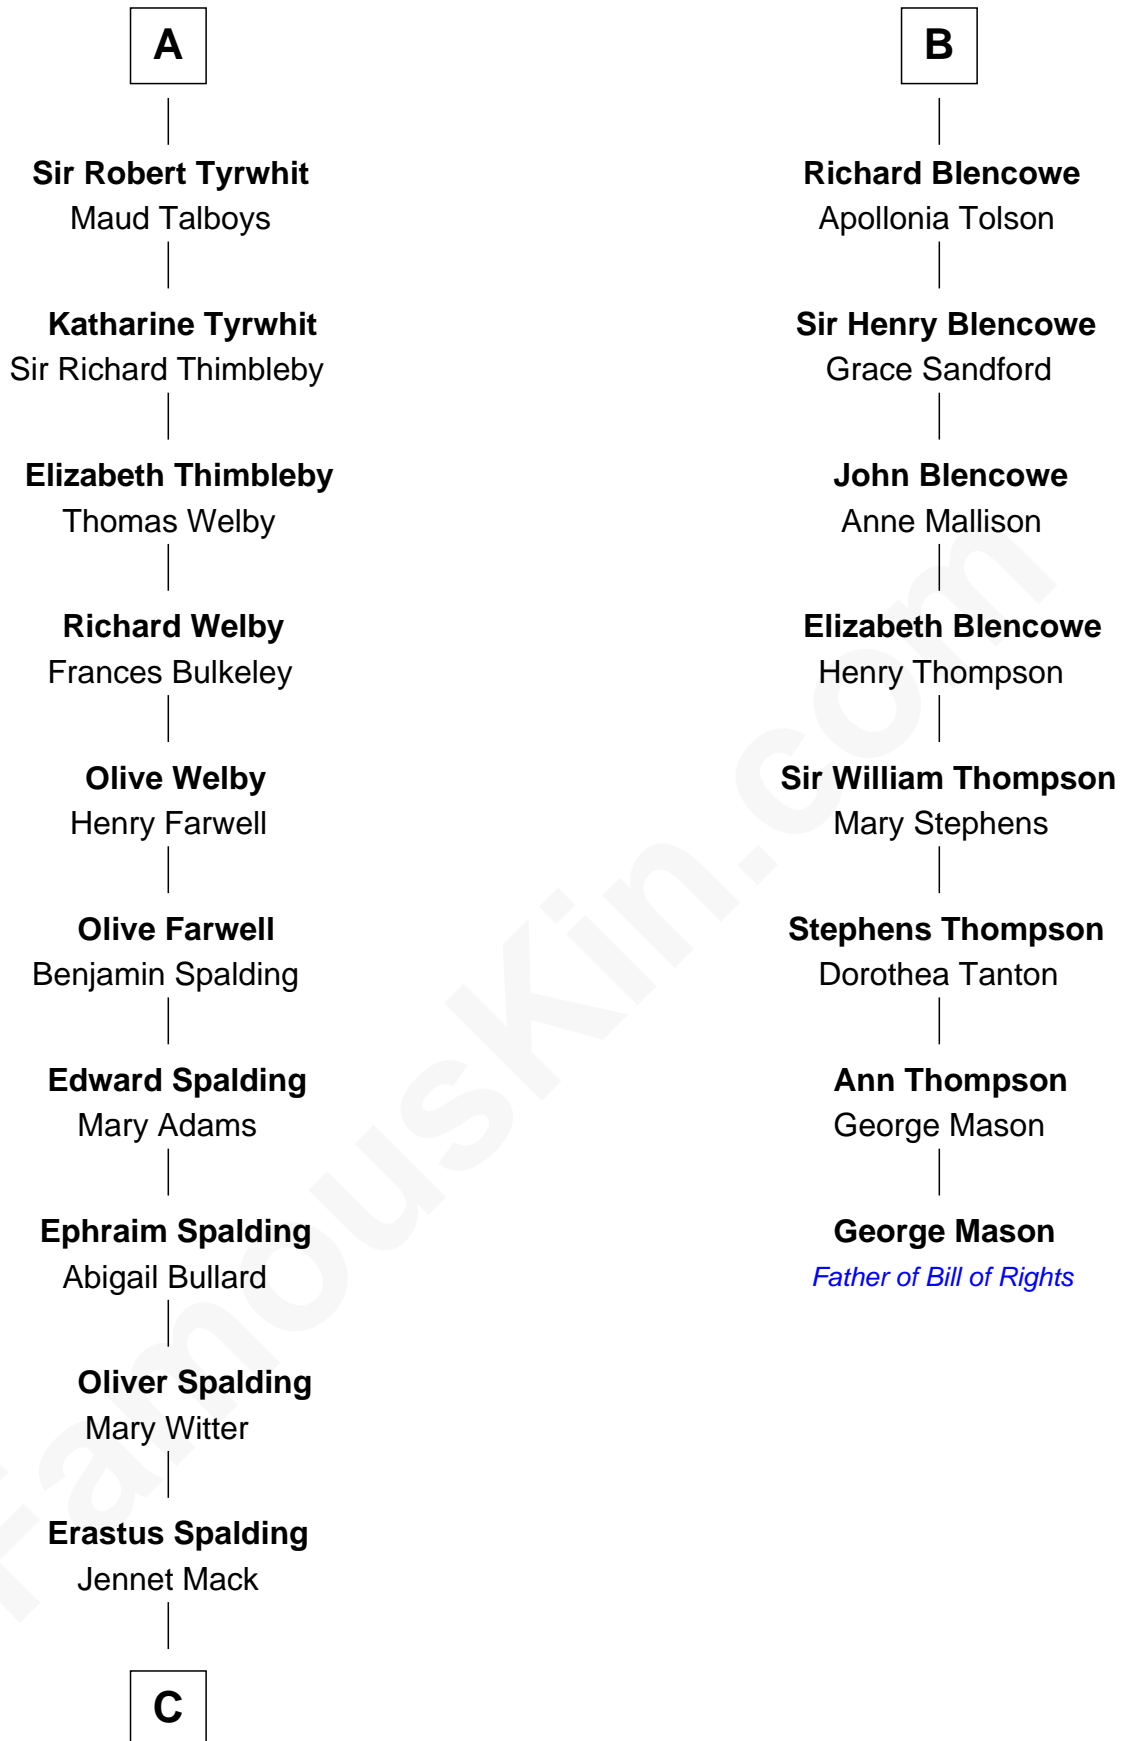 A
Sir Robert Tyrwhit
Maud Talboys
Katharine Tyrwhit
Sir Richard Thimbleby
Elizabeth Thimbleby
Thomas Welby
Richard Welby
Frances Bulkeley
Olive Welby
Henry Farwell
Olive Farwell
Benjamin Spalding
Edward Spalding
Mary Adams
Ephraim Spalding
Abigail Bullard
Oliver Spalding
Mary Witter
Erastus Spalding
Jennet Mack
C
B
Richard Blencowe
Apollonia Tolson
Sir Henry Blencowe
Grace Sandford
John Blencowe
Anne Mallison
Elizabeth Blencowe
Henry Thompson
Sir William Thompson
Mary Stephens
Stephens Thompson
Dorothea Tanton
Ann Thompson
George Mason
George Mason
Father of Bill of Rights
FamousKin.com